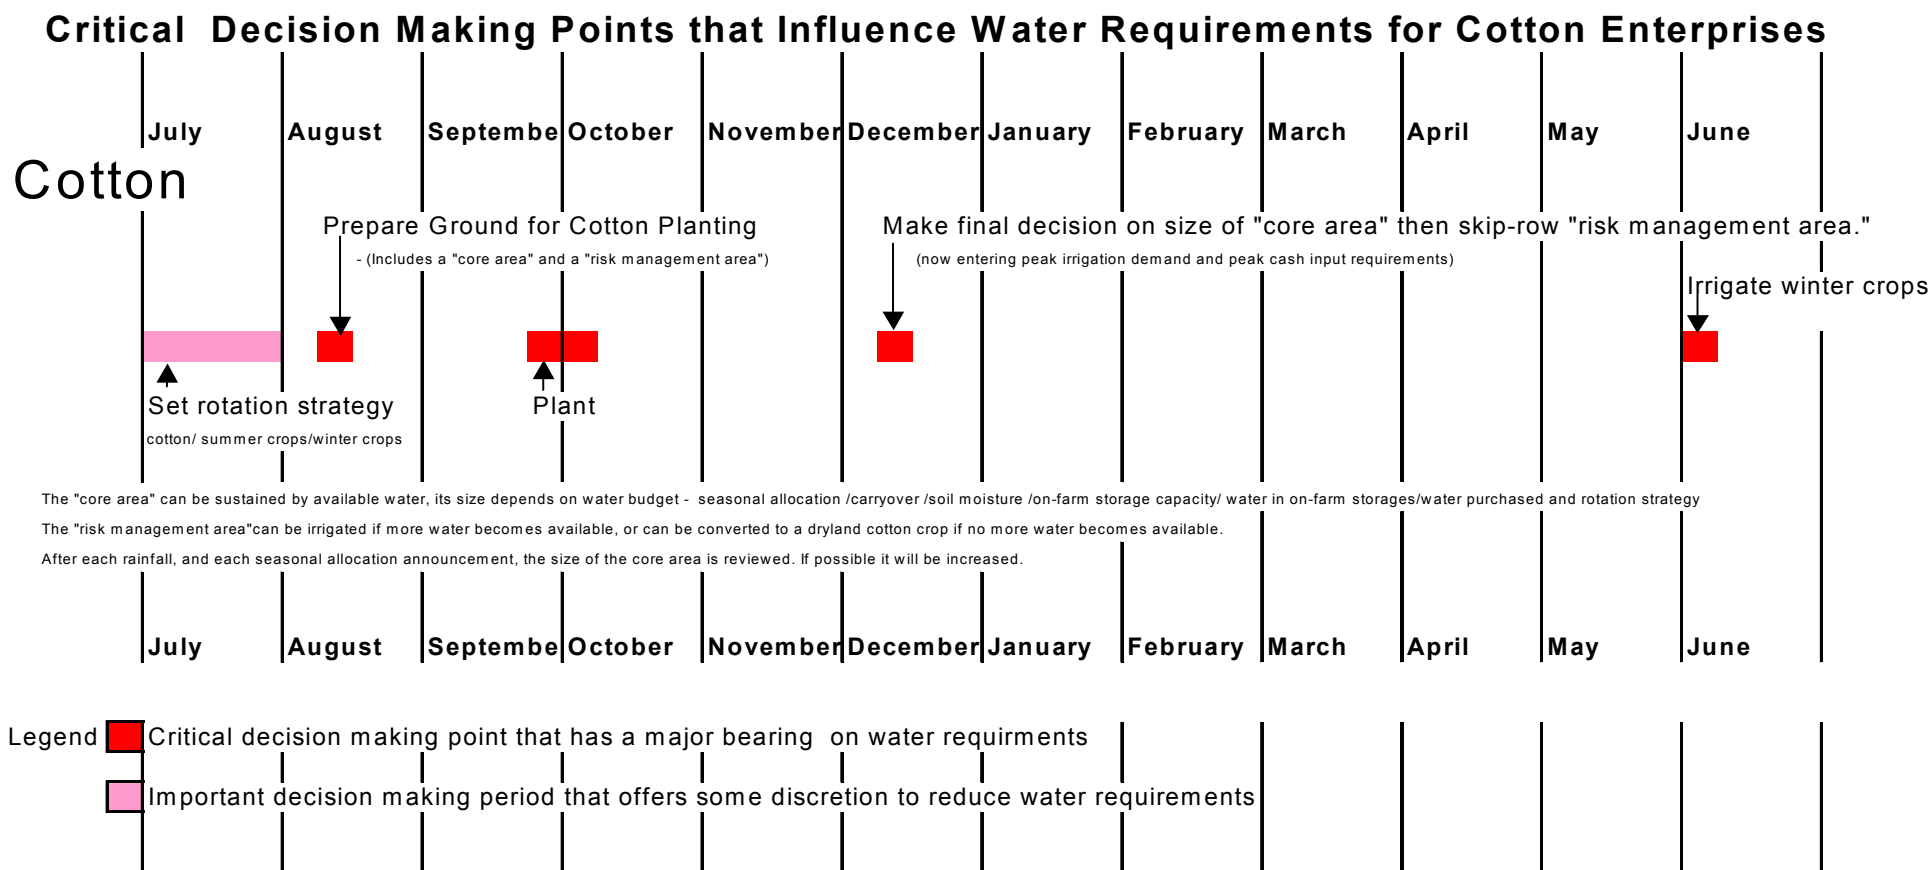 Critical Decision Making Points that Influence Water Requirements for Cotton Enterprises
July August Septembe October November December January February March April May June
Cotton
Prepare Ground for Cotton Planting
Make final decision on size of "core area" then skip-row "risk management area."
- (Includes a "core area" and a "risk management area")
(now entering peak irrigation demand and peak cash input requirements)
Irrigate winter crops
Set rotation strategy
Plant
cotton/ summer crops/winter crops
The "core area" can be sustained by available water, its size depends on water budget - seasonal allocation /carryover /soil moisture /on-farm storage capacity/ water in on-farm storages/water purchased and rotation strategy
The "risk management area"can be irrigated if more water becomes available, or can be converted to a dryland cotton crop if no more water becomes available.
After each rainfall, and each seasonal allocation announcement, the size of the core area is reviewed. If possible it will be increased.
July August Septembe October November December January February March April May June
Legend Critical decision making point that has a major bearing on water requirments
Important decision making period that offers some discretion to reduce water requirements